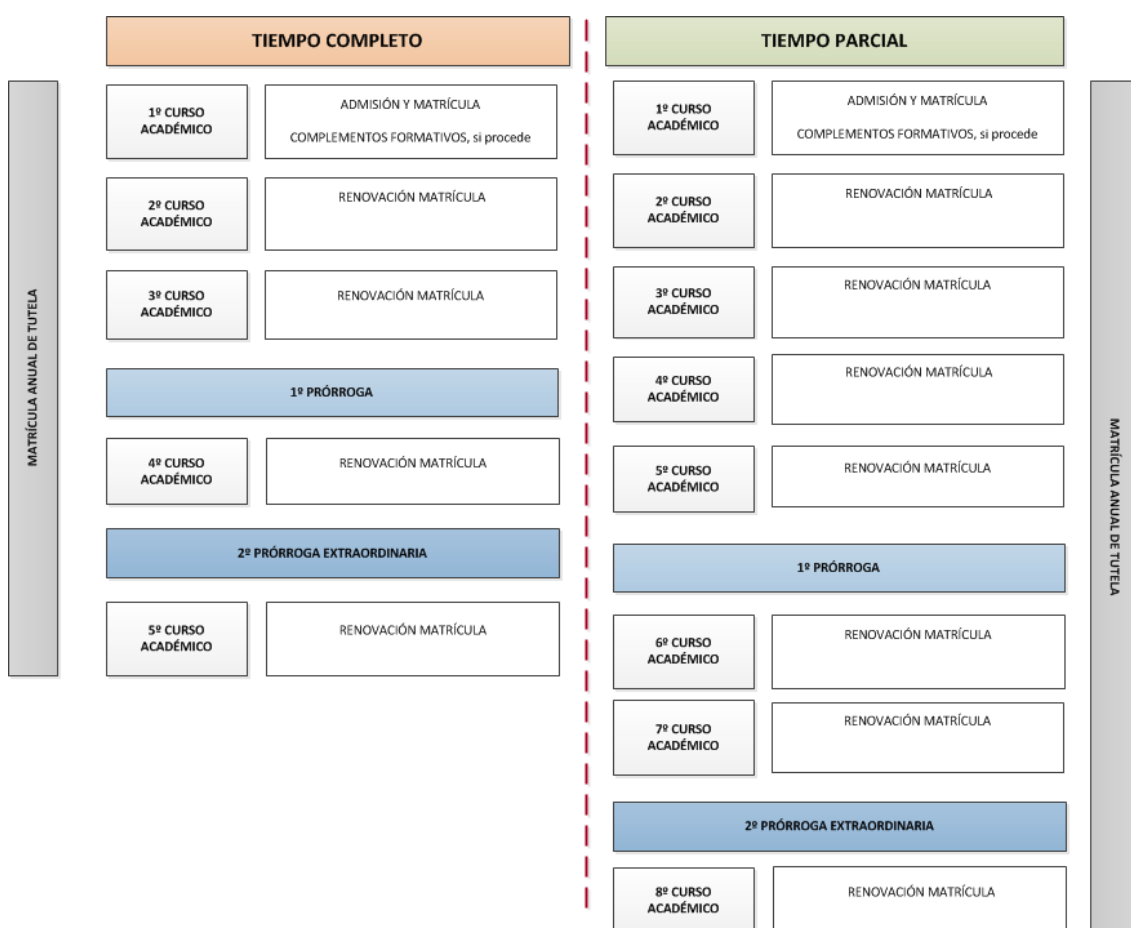 TIEMPO COMPLETO
MATRÍCULA ANUAL DE TUTELA
1º CURSO
ACADÉMICO
ADMISIÓN Y MATRÍCULA
COMPLEMENTOS FORMATIVOS, si procede
2º CURSO
ACADÉMICO
RENOVACIÓN MATRÍCULA
3º CURSO
ACADÉMICO
RENOVACIÓN MATRÍCULA
1º PRÓRROGA
4º CURSO
ACADÉMICO
RENOVACIÓN MATRÍCULA
2º PRÓRROGA EXTRAORDINARIA
5º CURSO
ACADÉMICO
RENOVACIÓN MATRÍCULA
TIEMPO PARCIAL
1º CURSO
ACADÉMICO
ADMISIÓN Y MATRÍCULA
COMPLEMENTOS FORMATIVOS, si procede
2º CURSO
ACADÉMICO
RENOVACIÓN MATRÍCULA
3º CURSO
ACADÉMICO
RENOVACIÓN MATRÍCULA
4º CURSO
ACADÉMICO
RENOVACIÓN MATRÍCULA
5º CURSO
ACADÉMICO
RENOVACIÓN MATRÍCULA
1º PRÓRROGA
6º CURSO
ACADÉMICO
RENOVACIÓN MATRÍCULA
7º CURSO
ACADÉMICO
RENOVACIÓN MATRÍCULA
2º PRÓRROGA EXTRAORDINARIA
8º CURSO
ACADÉMICO
RENOVACIÓN MATRÍCULA
MATRÍCULA ANUAL DE TUTELA